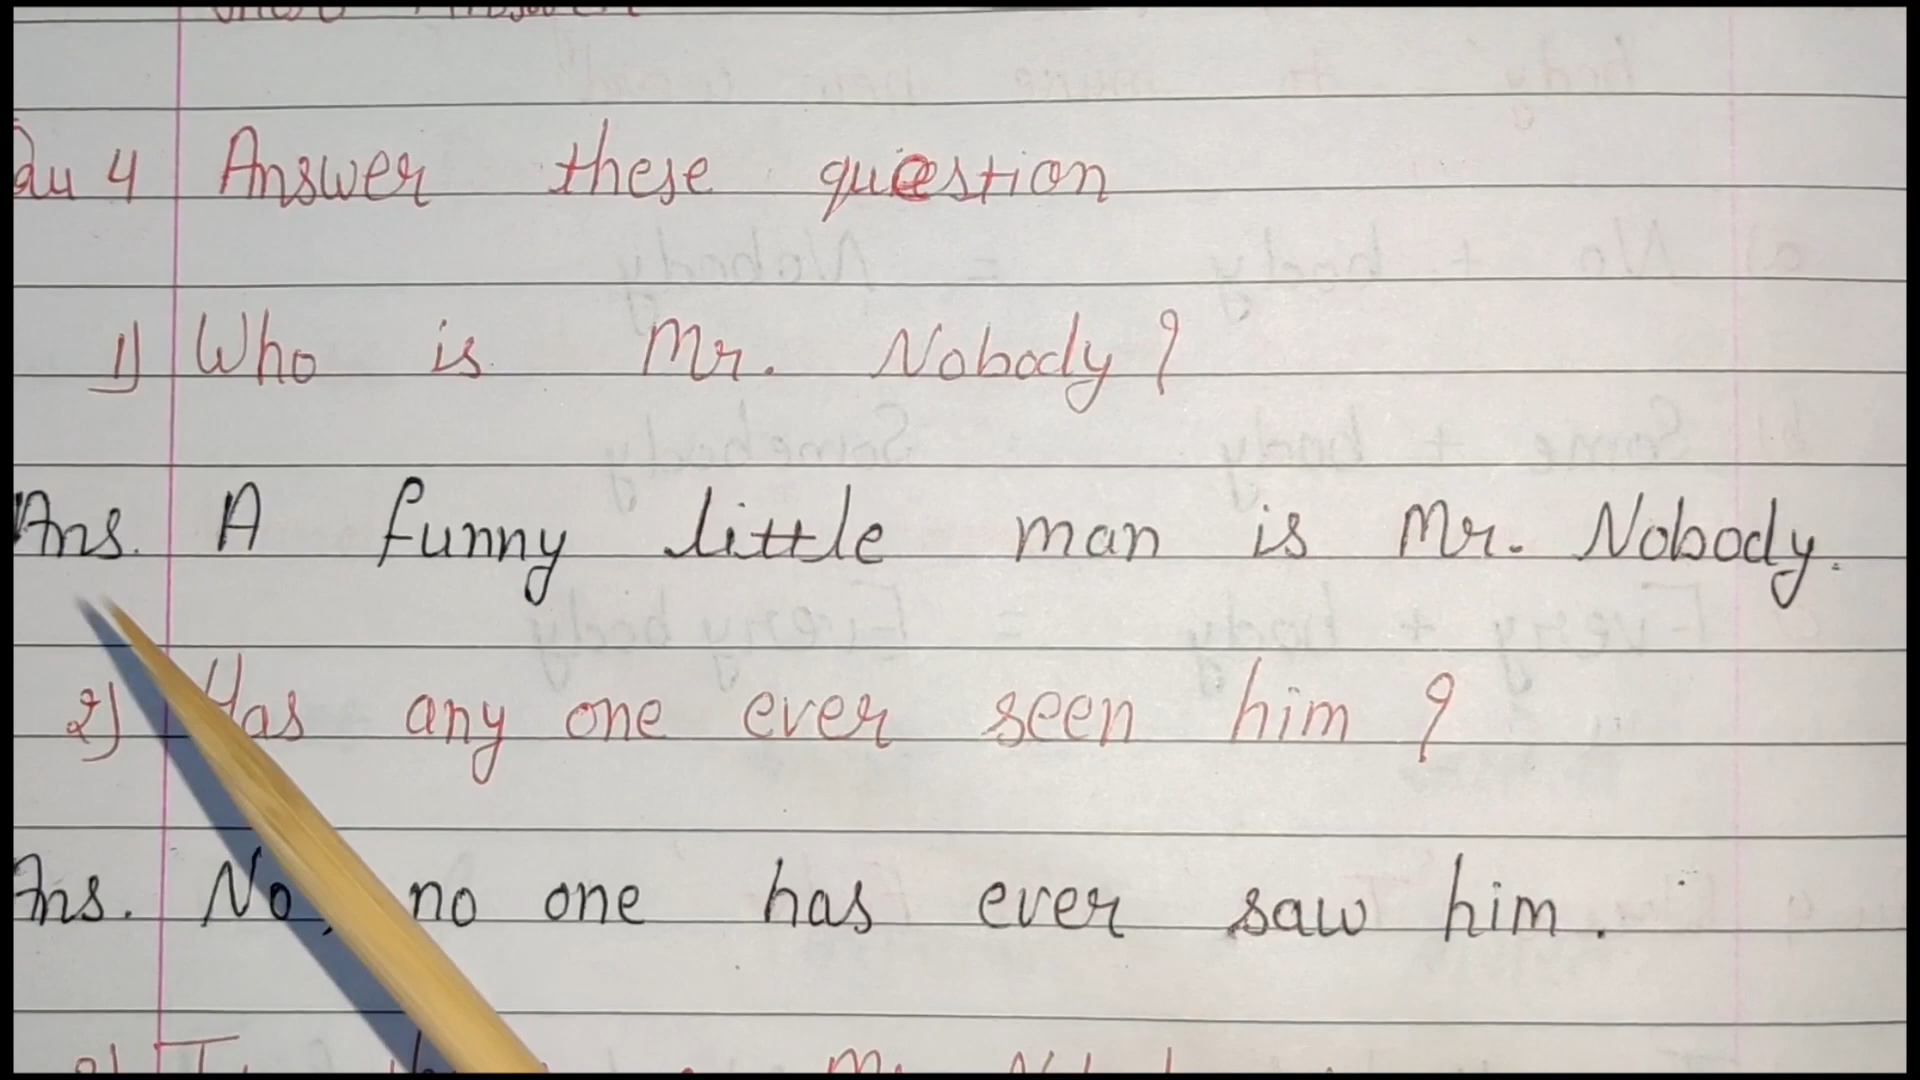 Qu 4 Answer these question
1) Who is Mr. Nobody?
Ans. A funny little man is Mr. Nobody.
2) Has any one ever seen him ?
Ans. No, no one has ever saw him.